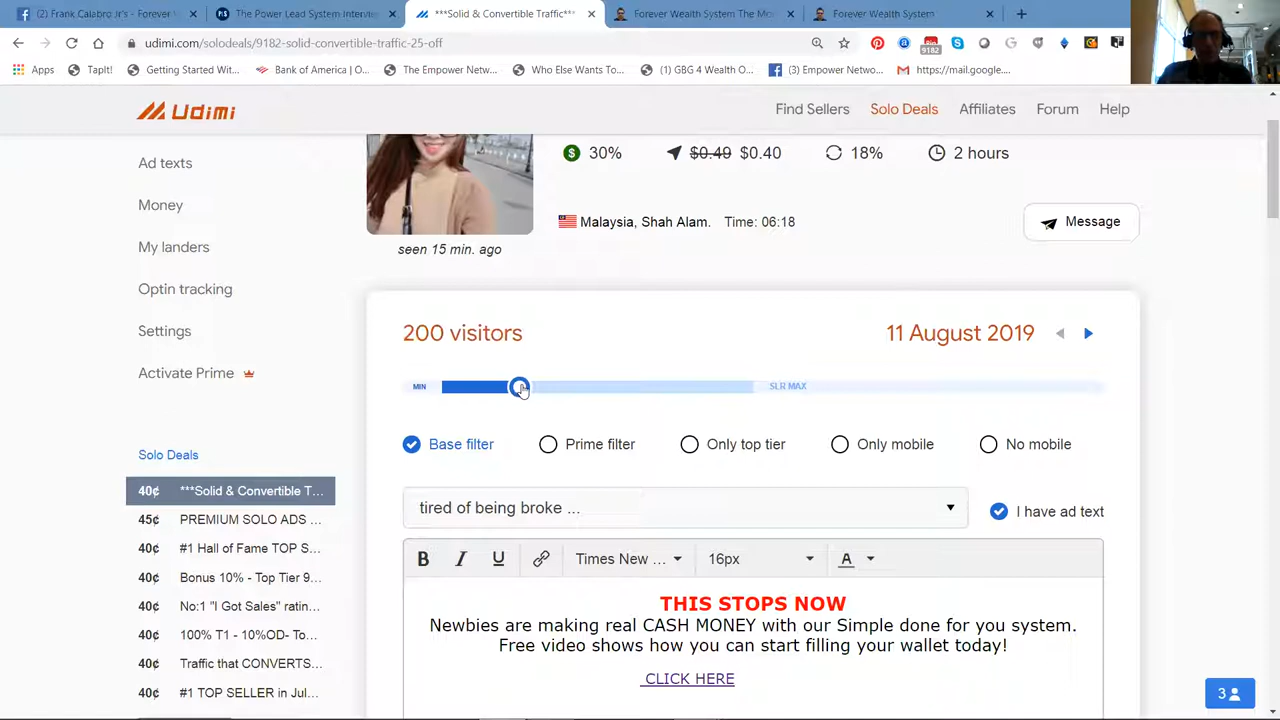 (3) Frank Calabro Jr. - Forever
The Power Lead System Intervie
***Solid & Convertible Traffic***
Forever Wealth System The Mo
Forever Wealth System
udimi.com/solodeals/9182-solid-convertible-traffic-25-off
9182
Apps
TapIt!
Getting Started Wit...
Bank of America | O...
The Empower Netw...
Why Else Wants To...
(1) GBG 4 Wealth O...
(3) Empower Netwo...
https://mail.google....
Udimi
Find Sellers
Solo Deals
Affiliates
Forum
Help
Ad texts
Money
My landers
Optin tracking
Settings
Activate Prime
30%
$0.49 $0.40
18%
2 hours
Malaysia, Shah Alam. Time: 06:18
Message
seen 15 min. ago
200 visitors
11 August 2019
MIN
SLR MAX
Base filter
Prime filter
Only top tier
Only mobile
No mobile
tired of being broke ...
I have ad text
B I U
Times New ...
16px
A
THIS STOPS NOW
Newbies are making real CASH MONEY with our Simple done for you system.
Free video shows how you can start filling your wallet today!
CLICK HERE
Solo Deals
40¢ ***Solid & Convertible T...
45¢ PREMIUM SOLO ADS ...
40¢ #1 Hall of Fame TOP S...
40¢ Bonus 10% - Top Tier 9...
40¢ No:1 "I Got Sales" ratin...
40¢ 100% T1 - 10%OD- To...
40¢ Traffic that CONVERTS...
40¢ #1 TOP SELLER in Jul...
3